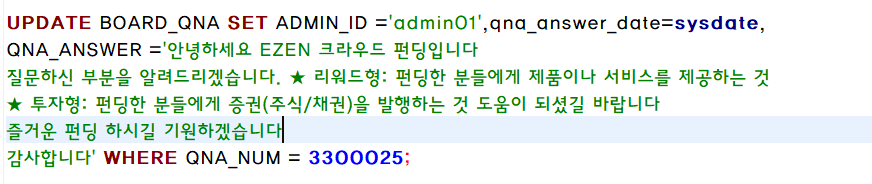 UPDATE BOARD_QNA SET ADMIN_ID ='admin01',qna_answer_date=sysdate,
QNA_ANSWER ='안녕하세요 EZEN 크라우드 펀딩입니다
질문하신 부분을 알려드리겠습니다. ★ 리워드형: 펀딩한 분들에게 제품이나 서비스를 제공하는 것
★ 투자형: 펀딩한 분들에게 증권(주식/채권)을 발행하는 것 도움이 되셨길 바랍니다
즐거운 펀딩 하시길 기원하겠습니다
감사합니다' WHERE QNA_NUM = 3300025;